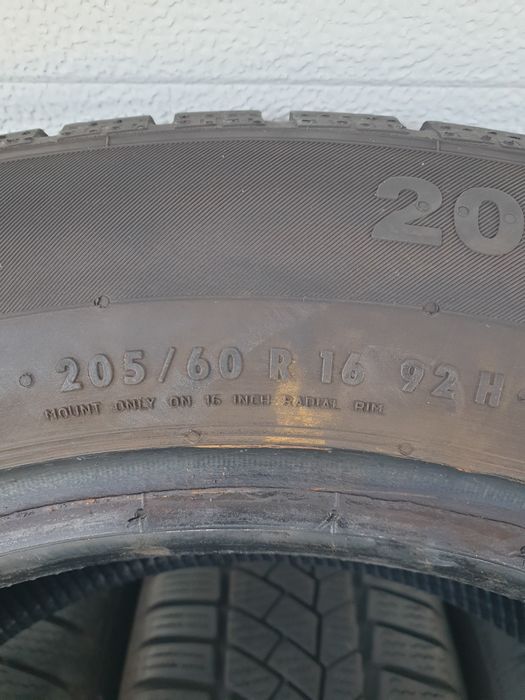 20
205/60 R 16 92 H
MOUNT ONLY ON 16 INCH RADIAL RIM